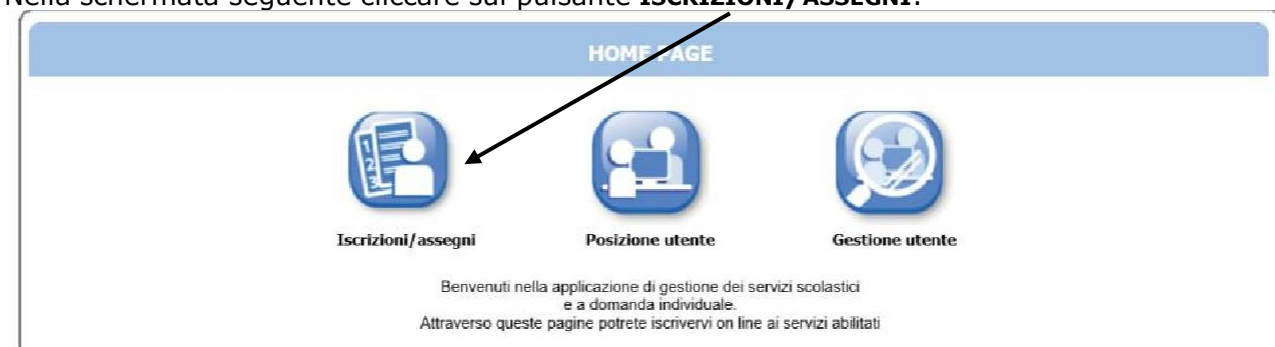 Nella schermata seguente cliccare sul pulsante ISCRIZIONI/ASSEGNI.
HOME PAGE
Iscrizioni/assegni Posizione utente Gestione utente
Benvenuti nella applicazione di gestione dei servizi scolastici
e a domanda individuale.
Attraverso queste pagine potrete iscrivervi on line ai servizi abilitati